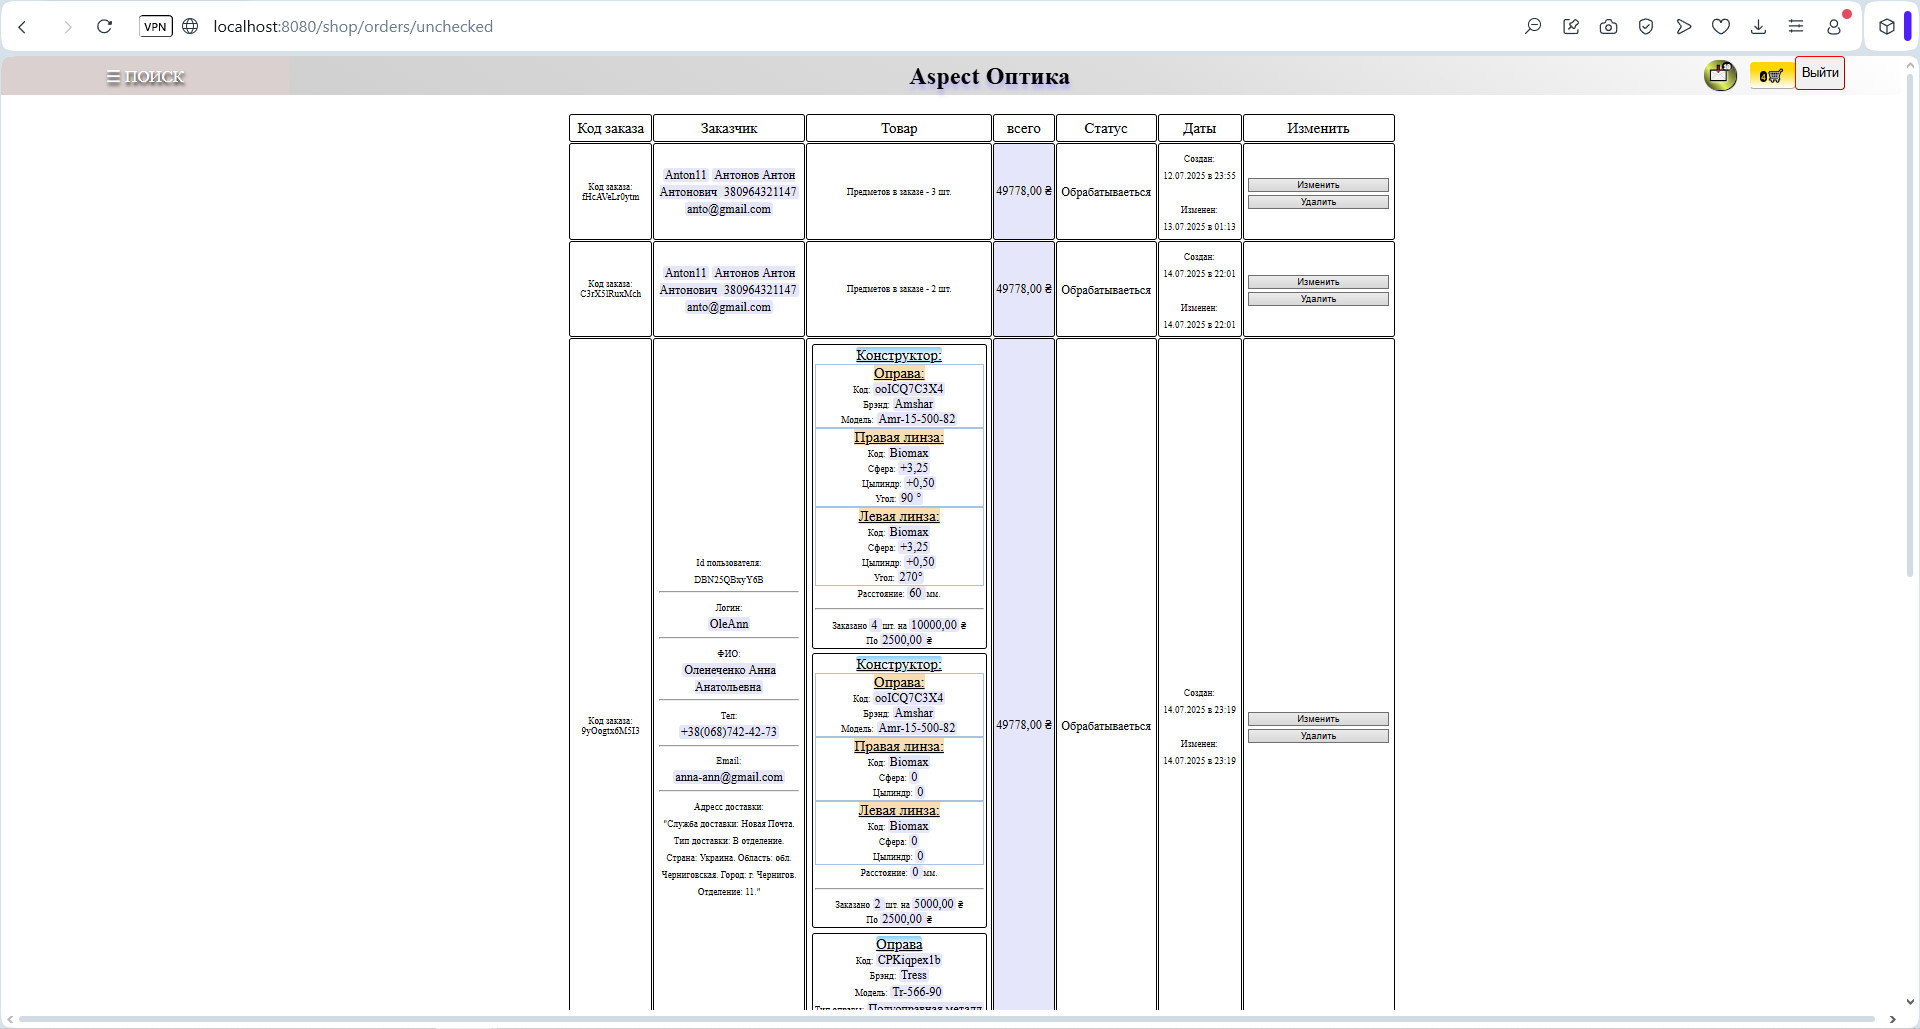 VPN
localhost:8080/shop/orders/unchecked
☰ ПОИСК
Aspect Оптика
Выйти
Код заказа
Заказчик
Товар
всего
Статус
Даты
Изменить
Код заказа:
fHcAVeLr0ytm
Anton11 Антонов Антон
Антонович 380964321147
anto@gmail.com
Предметов в заказе - 3 шт.
49778,00 ₴
Обрабатываеться
Создан:
12.07.2025 в 23:55
Изменен:
13.07.2025 в 01:13
Изменить
Удалить
Код заказа:
C3rX5lRuxMch
Anton11 Антонов Антон
Антонович 380964321147
anto@gmail.com
Предметов в заказе - 2 шт.
49778,00 ₴
Обрабатываеться
Создан:
14.07.2025 в 22:01
Изменен:
14.07.2025 в 22:01
Изменить
Удалить
Код заказа:
9yOogtx6M5I3
Id пользователя:
DBN25QBxyY6B
Логин:
OleAnn
ФИО:
Оленеченко Анна
Анатольевна
Тел:
+38(068)742-42-73
Email:
anna-ann@gmail.com
Адресс доставки:
"Служба доставки: Новая Почта.
Тип доставки: В отделение.
Страна: Украина. Область: обл.
Черниговская. Город: г. Чернигов.
Отделение: 11."
Конструктор:
Оправа:
Код: ooICQ7C3X4
Брэнд: Amshar
Модель: Amr-15-500-82
Правая линза:
Код: Biomax
Сфера: +3,25
Цылиндр: +0,50
Угол: 90 °
Левая линза:
Код: Biomax
Сфера: +3,25
Цылиндр: +0,50
Угол: 270°
Расстояние: 60 мм.
Заказано 4 шт. на 10000,00 ₴
По 2500,00 ₴
Конструктор:
Оправа:
Код: ooICQ7C3X4
Брэнд: Amshar
Модель: Amr-15-500-82
Правая линза:
Код: Biomax
Сфера: 0
Цылиндр: 0
Левая линза:
Код: Biomax
Сфера: 0
Цылиндр: 0
Расстояние: 0 мм.
Заказано 2 шт. на 5000,00 ₴
По 2500,00 ₴
Оправа
Код: CPKiqpex1b
Брэнд: Tress
Модель: Tr-566-90
Тип оправы: Полуоправная металл
49778,00 ₴
Обрабатываеться
Создан:
14.07.2025 в 23:19
Изменен:
14.07.2025 в 23:19
Изменить
Удалить